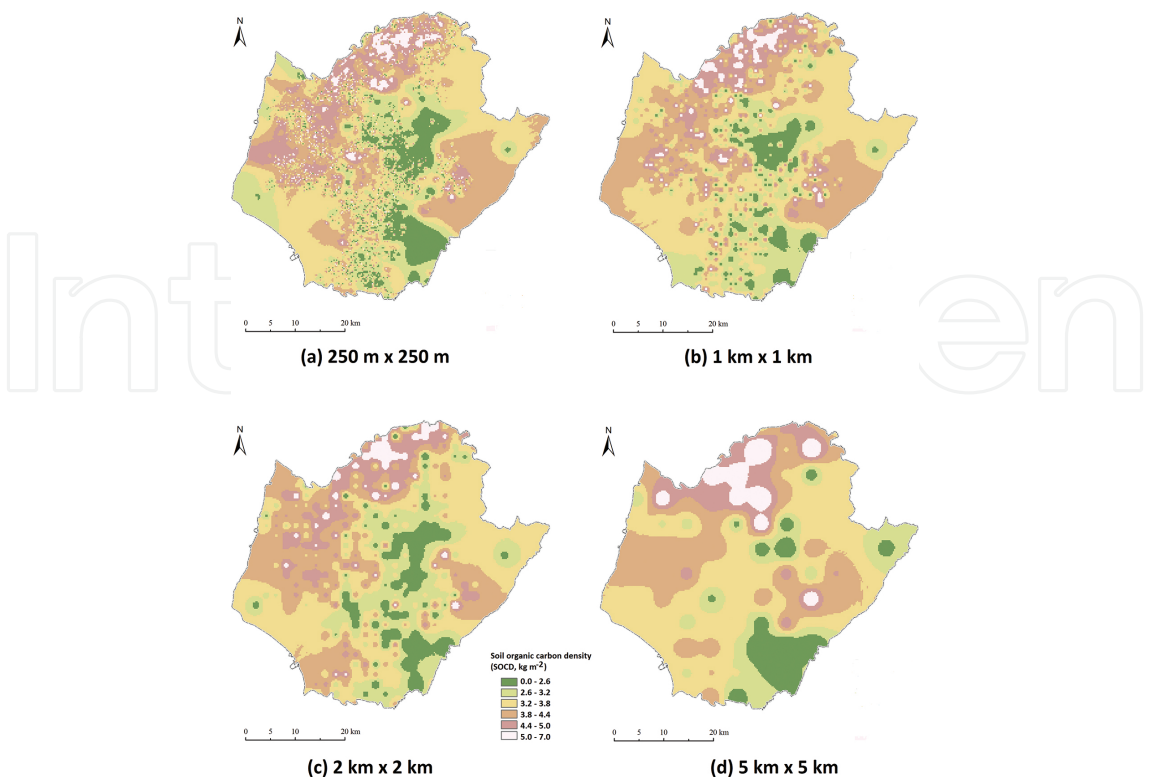 N
N
0 5 10 20 km
0 5 10 20 km
(a) 250 m x 250 m
(b) 1 km x 1 km
N
N
Soil organic carbon density
(SOCD, kg m-2)
0.0 - 2.6
2.6 - 3.2
3.2 - 3.8
3.8 - 4.4
4.4 - 5.0
5.0 - 7.0
0 5 10 20 km
0 5 10 20 km
(c) 2 km x 2 km
(d) 5 km x 5 km
Int
en